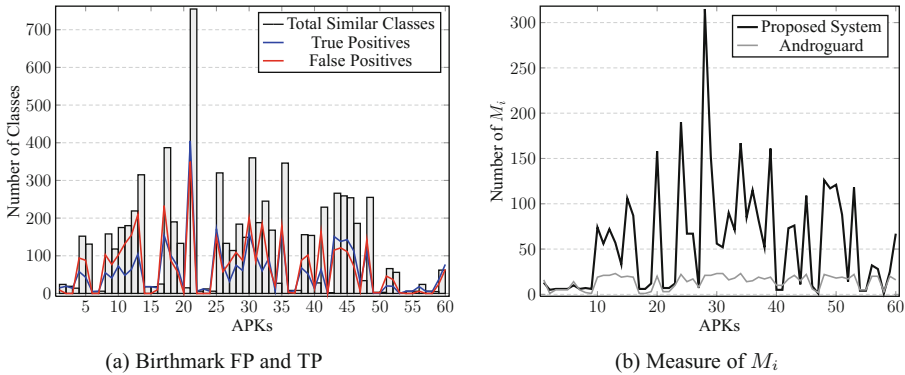 Total Similar Classes
True Positives
False Positives
700
600
500
400
300
200
100
0
Number of Classes
5 10 15 20 25 30 35 40 45 50 55 60
APKs
(a) Birthmark FP and TP
Proposed System
Androguard
300
250
200
150
100
50
0
Number of M_i
10 20 30 40 50 60
APKs
(b) Measure of M_i